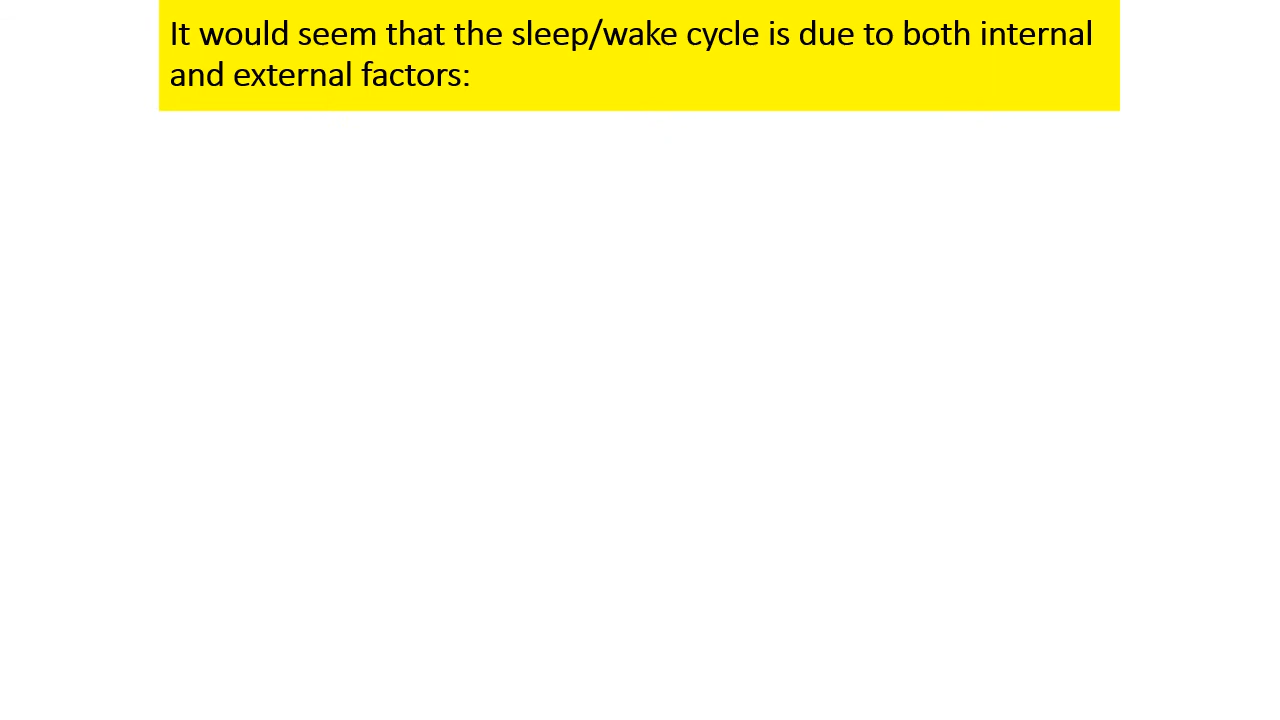 It would seem that the sleep/wake cycle is due to both internal
and external factors: